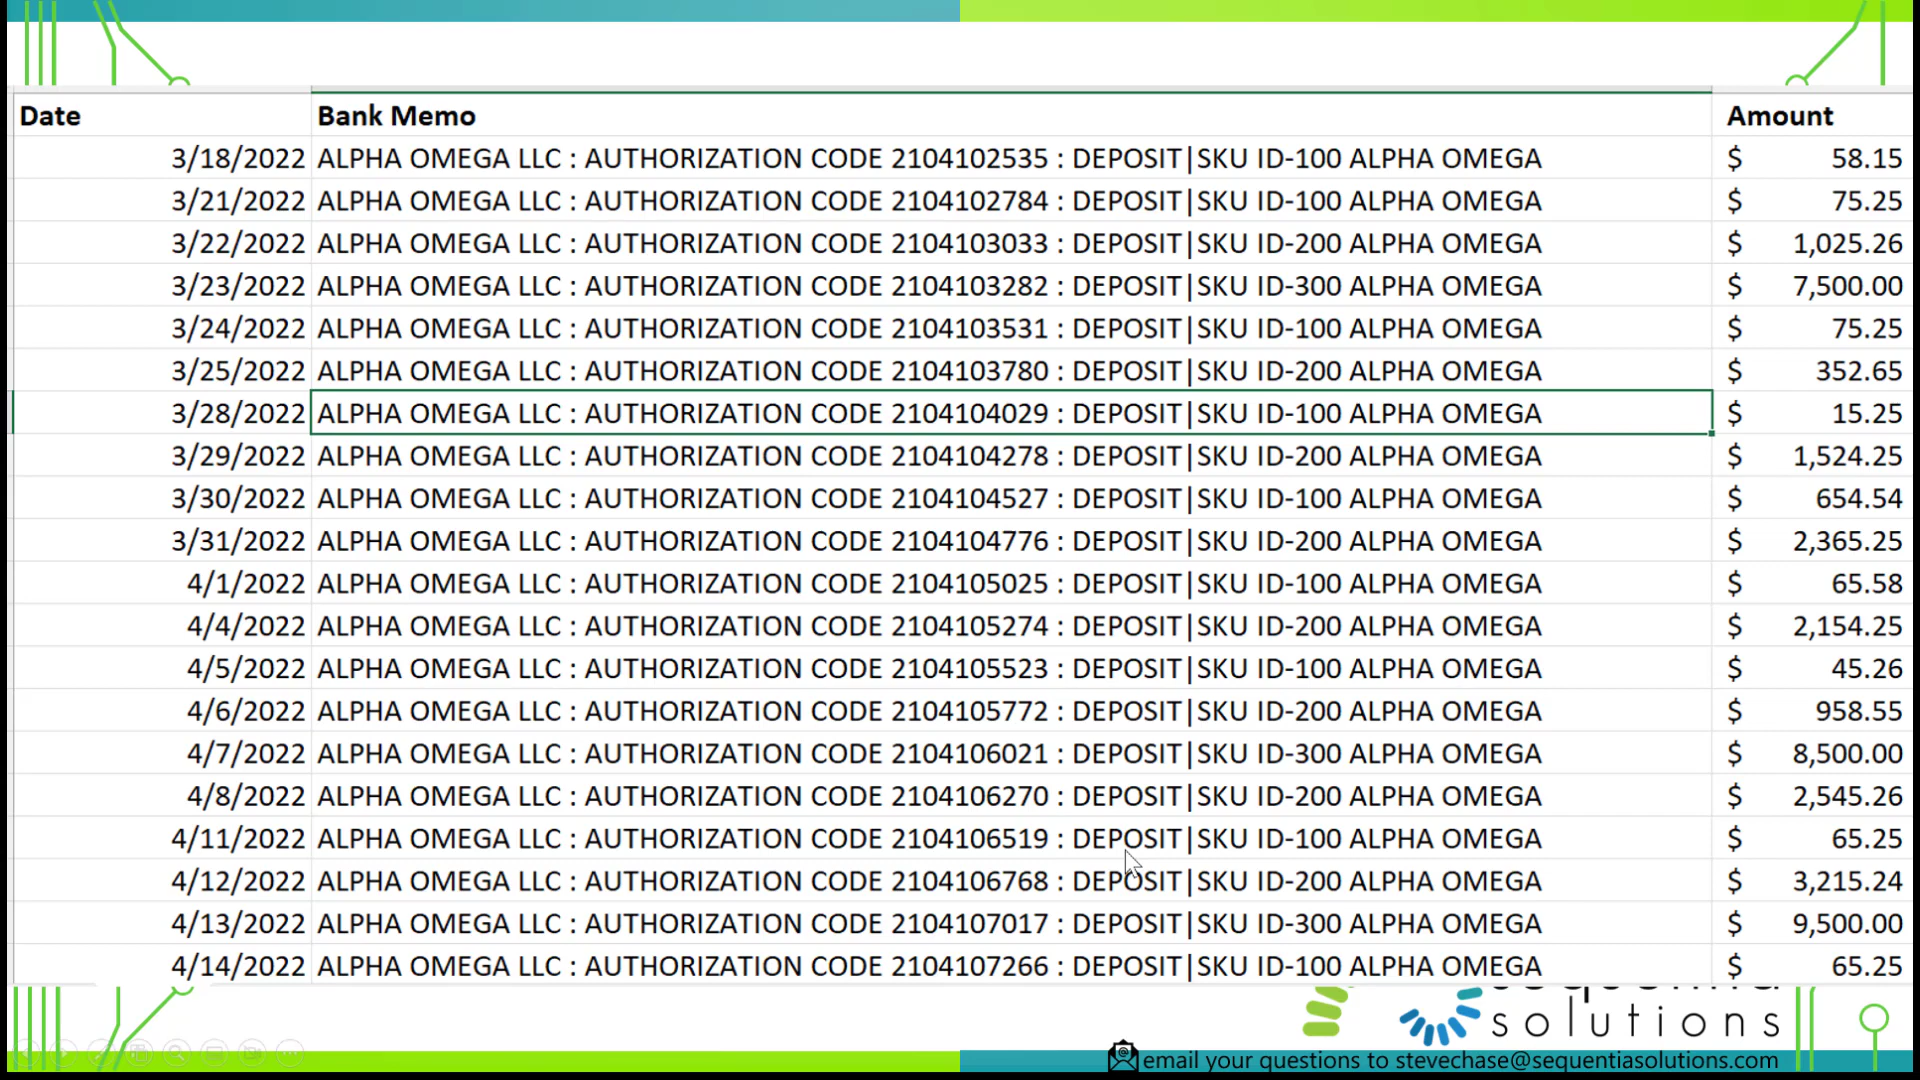 Date Bank Memo Amount
3/18/2022 ALPHA OMEGA LLC : AUTHORIZATION CODE 2104102535 : DEPOSIT|SKU ID-100 ALPHA OMEGA $ 58.15
3/21/2022 ALPHA OMEGA LLC : AUTHORIZATION CODE 2104102784 : DEPOSIT|SKU ID-100 ALPHA OMEGA $ 75.25
3/22/2022 ALPHA OMEGA LLC : AUTHORIZATION CODE 2104103033 : DEPOSIT|SKU ID-200 ALPHA OMEGA $ 1,025.26
3/23/2022 ALPHA OMEGA LLC : AUTHORIZATION CODE 2104103282 : DEPOSIT|SKU ID-300 ALPHA OMEGA $ 7,500.00
3/24/2022 ALPHA OMEGA LLC : AUTHORIZATION CODE 2104103531 : DEPOSIT|SKU ID-100 ALPHA OMEGA $ 75.25
3/25/2022 ALPHA OMEGA LLC : AUTHORIZATION CODE 2104103780 : DEPOSIT|SKU ID-200 ALPHA OMEGA $ 352.65
3/28/2022 ALPHA OMEGA LLC : AUTHORIZATION CODE 2104104029 : DEPOSIT|SKU ID-100 ALPHA OMEGA $ 15.25
3/29/2022 ALPHA OMEGA LLC : AUTHORIZATION CODE 2104104278 : DEPOSIT|SKU ID-200 ALPHA OMEGA $ 1,524.25
3/30/2022 ALPHA OMEGA LLC : AUTHORIZATION CODE 2104104527 : DEPOSIT|SKU ID-100 ALPHA OMEGA $ 654.54
3/31/2022 ALPHA OMEGA LLC : AUTHORIZATION CODE 2104104776 : DEPOSIT|SKU ID-200 ALPHA OMEGA $ 2,365.25
4/1/2022 ALPHA OMEGA LLC : AUTHORIZATION CODE 2104105025 : DEPOSIT|SKU ID-100 ALPHA OMEGA $ 65.58
4/4/2022 ALPHA OMEGA LLC : AUTHORIZATION CODE 2104105274 : DEPOSIT|SKU ID-200 ALPHA OMEGA $ 2,154.25
4/5/2022 ALPHA OMEGA LLC : AUTHORIZATION CODE 2104105523 : DEPOSIT|SKU ID-100 ALPHA OMEGA $ 45.26
4/6/2022 ALPHA OMEGA LLC : AUTHORIZATION CODE 2104105772 : DEPOSIT|SKU ID-200 ALPHA OMEGA $ 958.55
4/7/2022 ALPHA OMEGA LLC : AUTHORIZATION CODE 2104106021 : DEPOSIT|SKU ID-300 ALPHA OMEGA $ 8,500.00
4/8/2022 ALPHA OMEGA LLC : AUTHORIZATION CODE 2104106270 : DEPOSIT|SKU ID-200 ALPHA OMEGA $ 2,545.26
4/11/2022 ALPHA OMEGA LLC : AUTHORIZATION CODE 2104106519 : DEPOSIT|SKU ID-100 ALPHA OMEGA $ 65.25
4/12/2022 ALPHA OMEGA LLC : AUTHORIZATION CODE 2104106768 : DEPOSIT|SKU ID-200 ALPHA OMEGA $ 3,215.24
4/13/2022 ALPHA OMEGA LLC : AUTHORIZATION CODE 2104107017 : DEPOSIT|SKU ID-300 ALPHA OMEGA $ 9,500.00
4/14/2022 ALPHA OMEGA LLC : AUTHORIZATION CODE 2104107266 : DEPOSIT|SKU ID-100 ALPHA OMEGA $ 65.25
solutions
email your questions to stevechase@sequentiasolutions.com